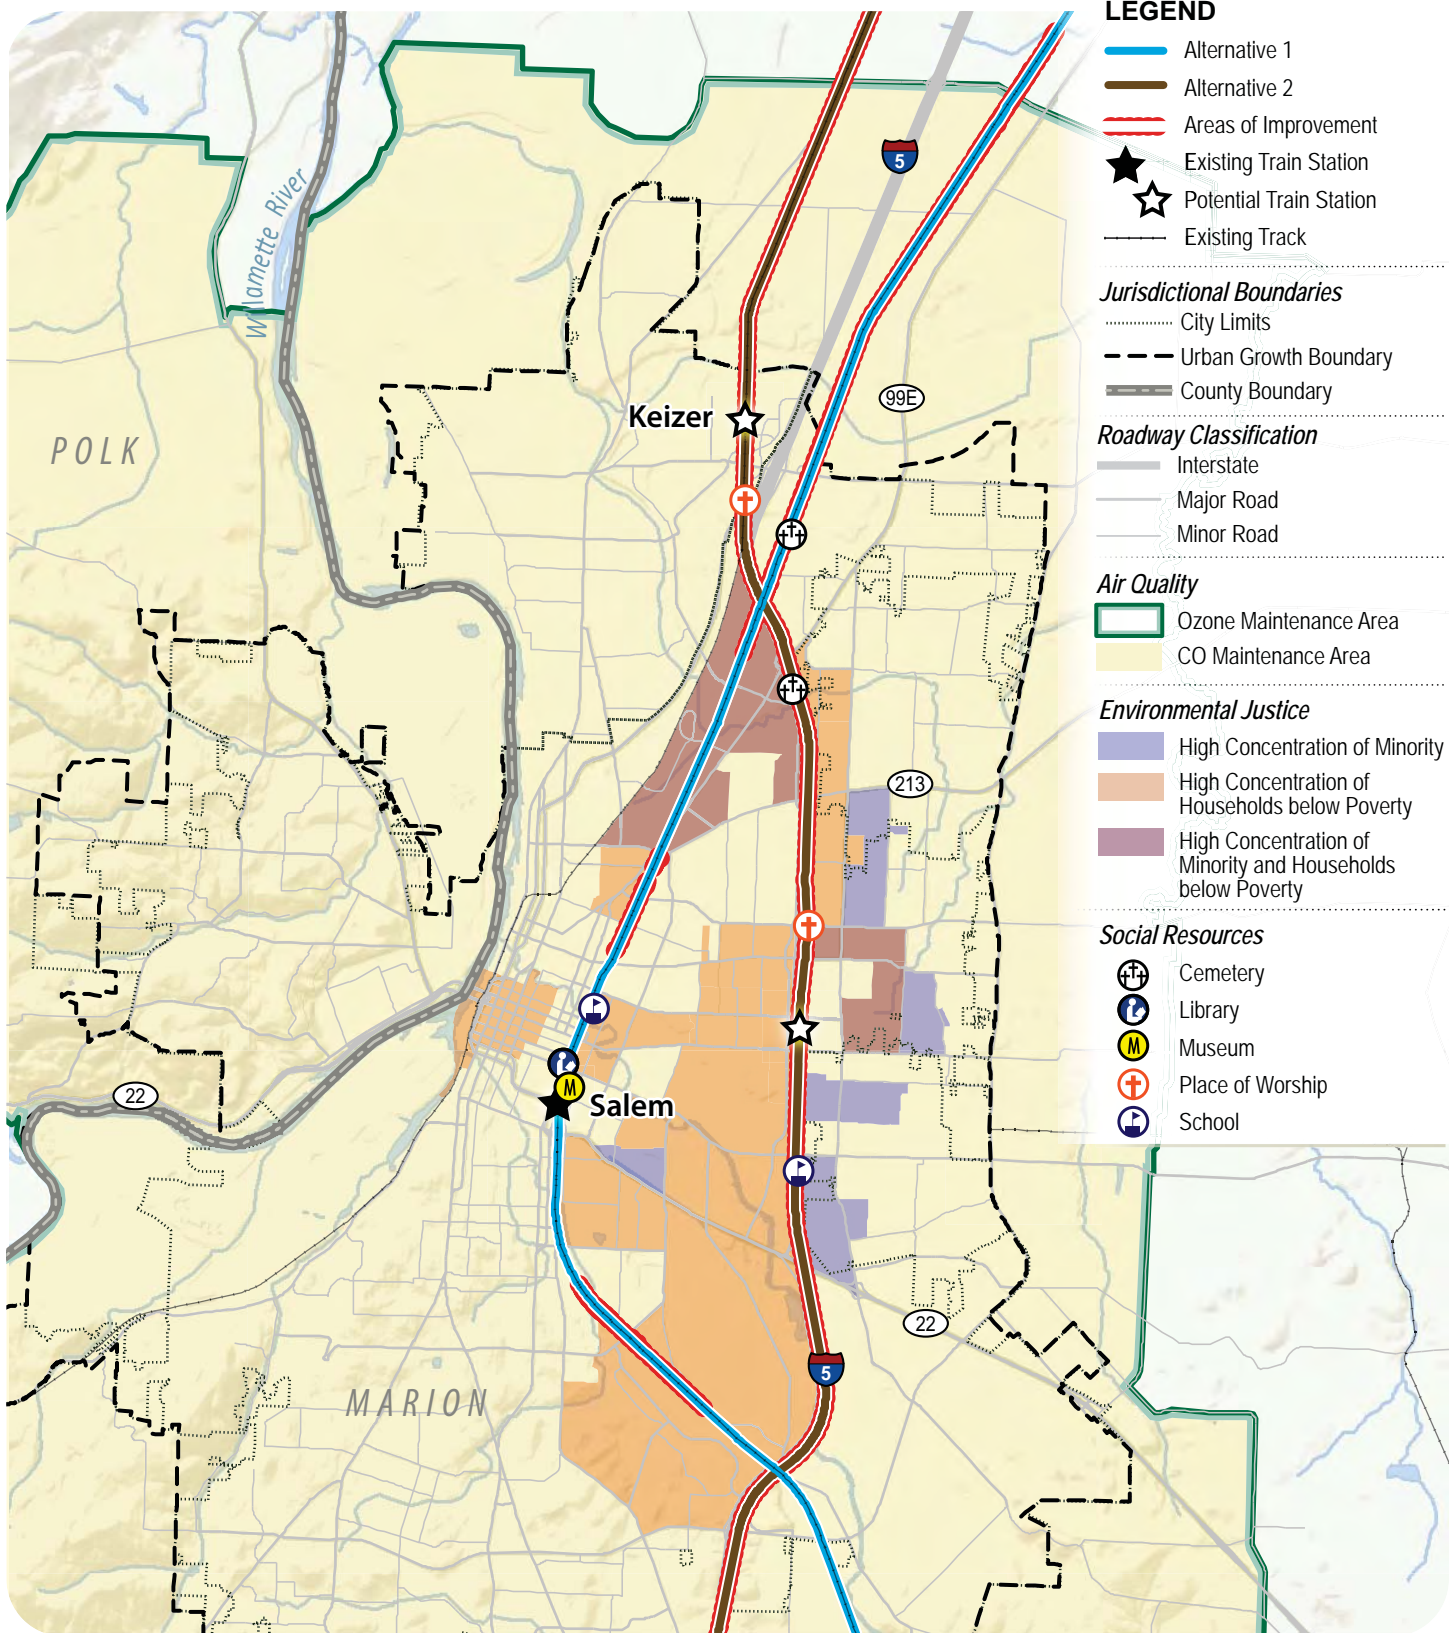 LEGEND
Alternative 1
Alternative 2
Areas of Improvement
Existing Train Station
Potential Train Station
Existing Track
Jurisdictional Boundaries
City Limits
Urban Growth Boundary
County Boundary
Roadway Classification
Interstate
Major Road
Minor Road
Air Quality
Ozone Maintenance Area
CO Maintenance Area
Environmental Justice
High Concentration of Minority
High Concentration of
Households below Poverty
High Concentration of
Minority and Households
below Poverty
Social Resources
Cemetery
Library
M
Museum
Place of Worship
School
5
Willamette River
99E
Keizer
POLK
213
M
Salem
22
22
5
MARION